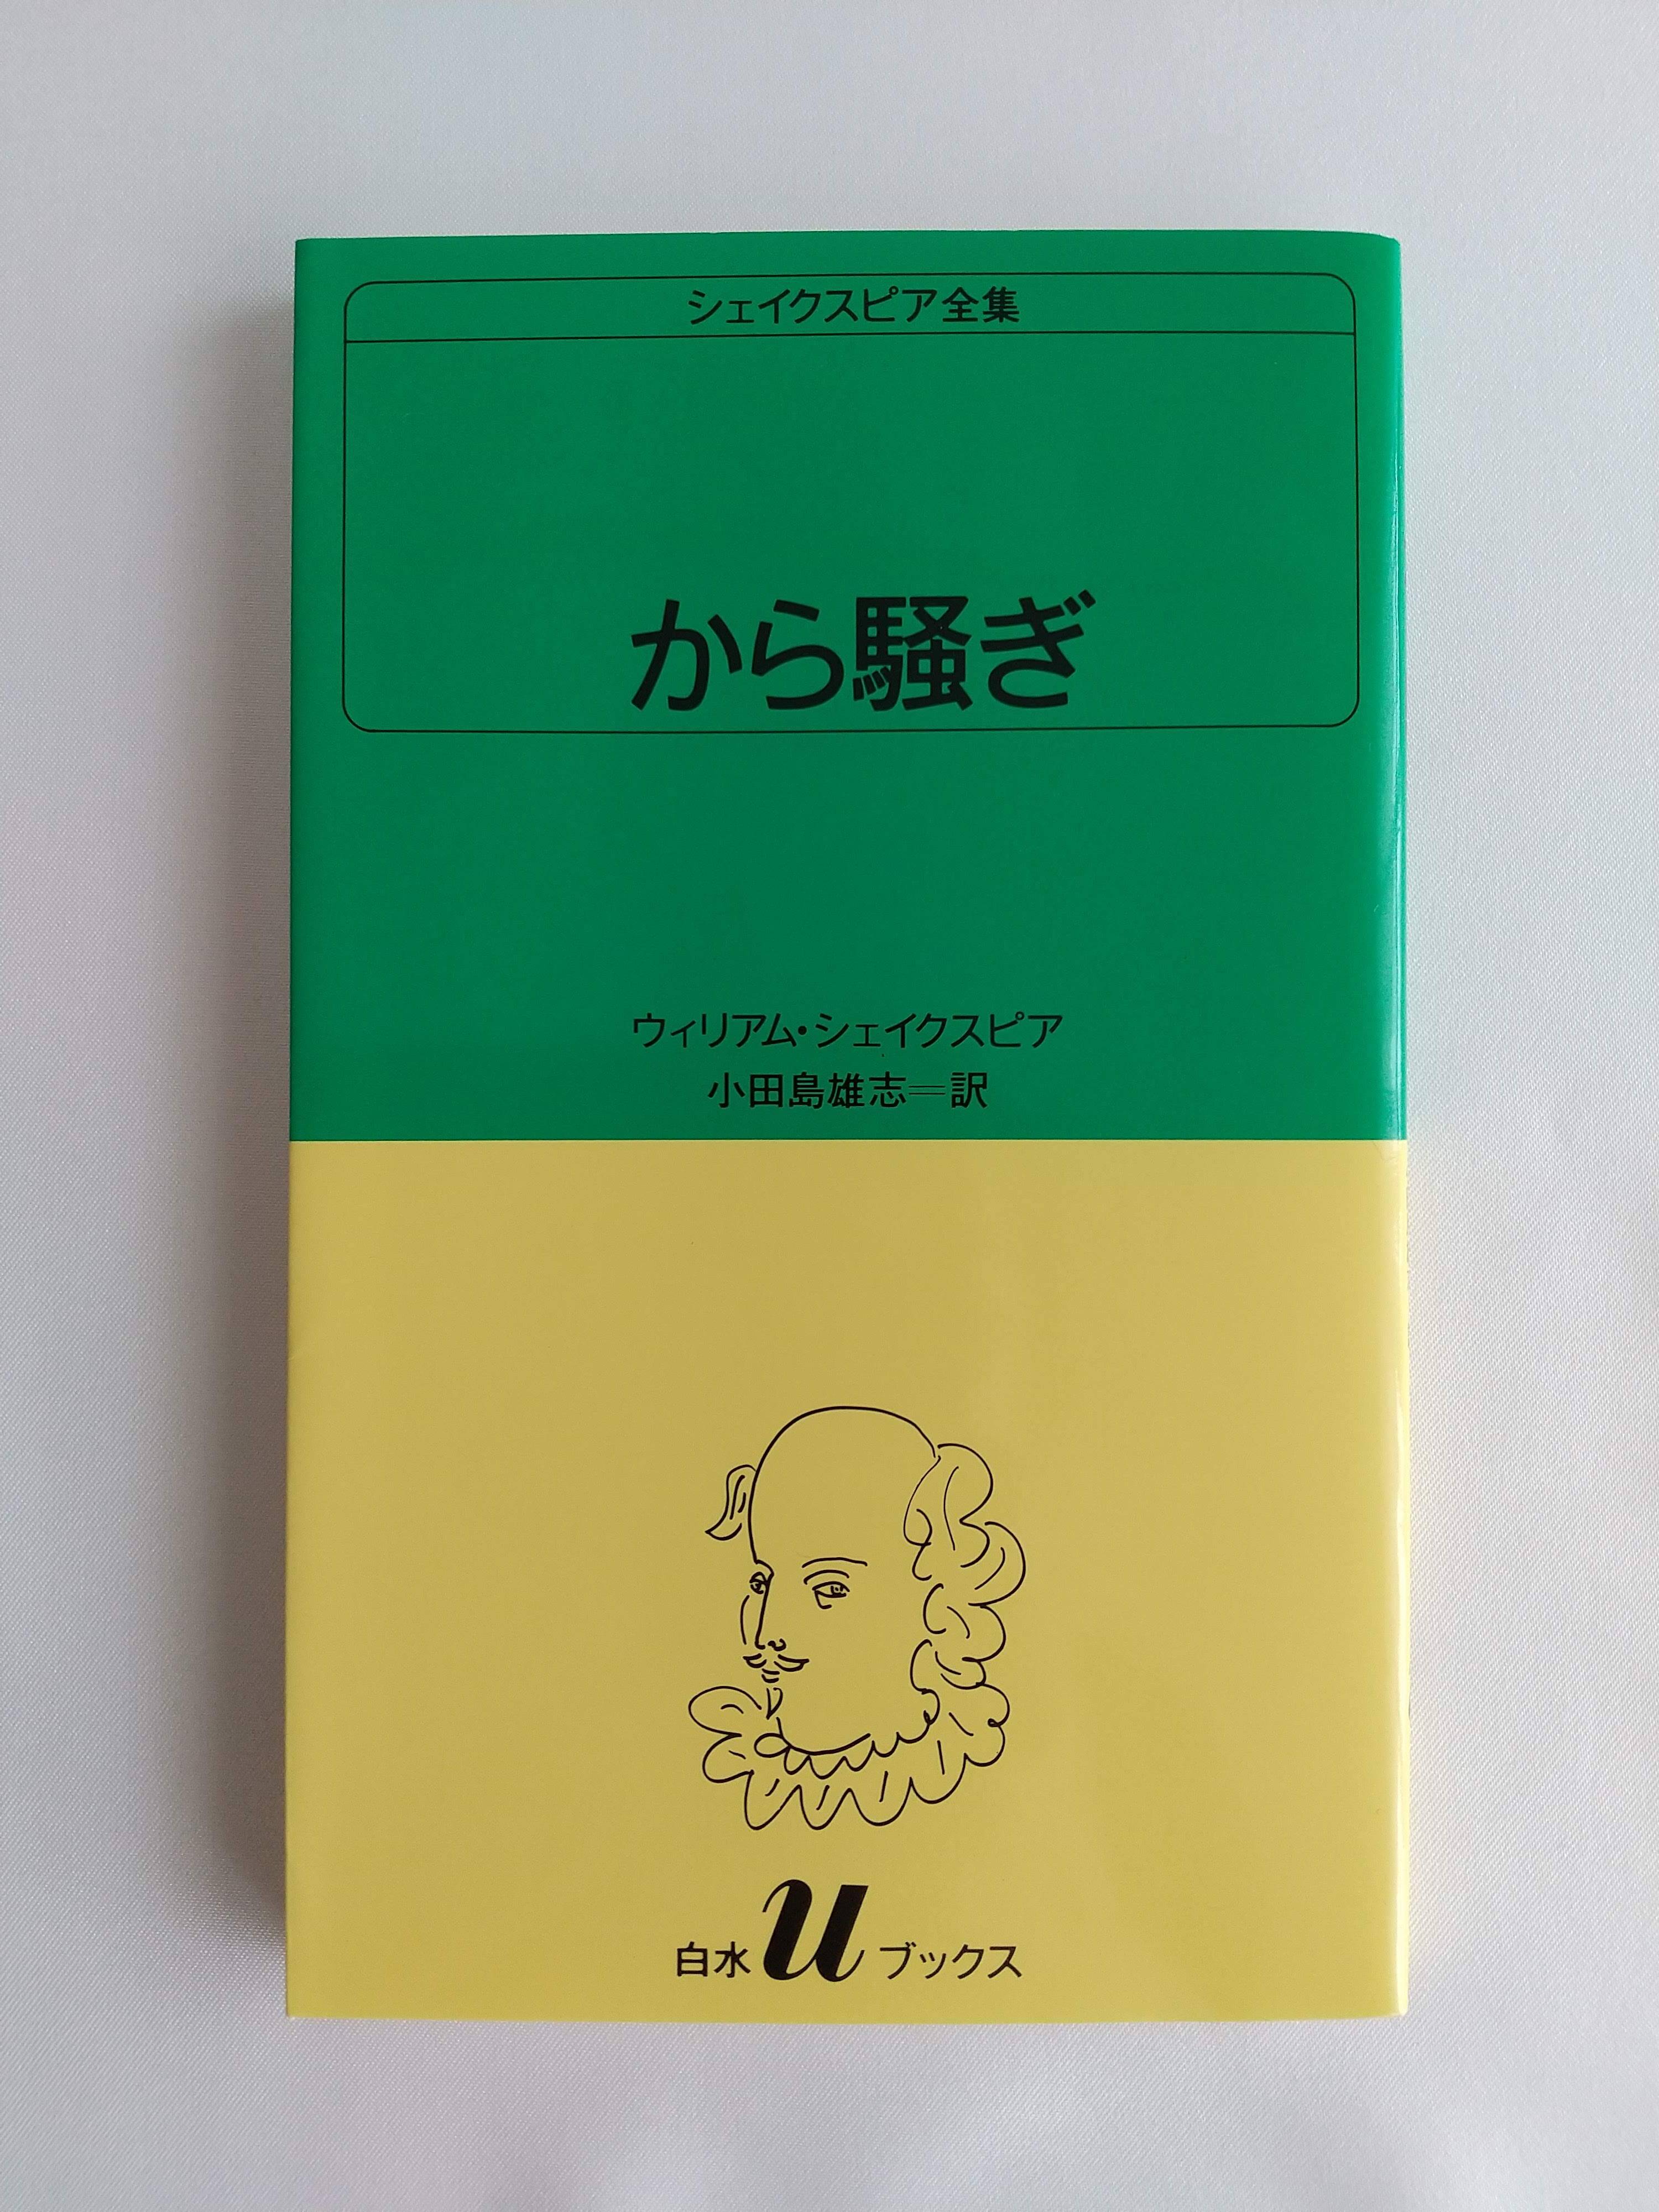 シェイクスピア全集
から騒ぎ
ウィリアム・シェイクスピア
小田島雄志＝訳
白水uブックス